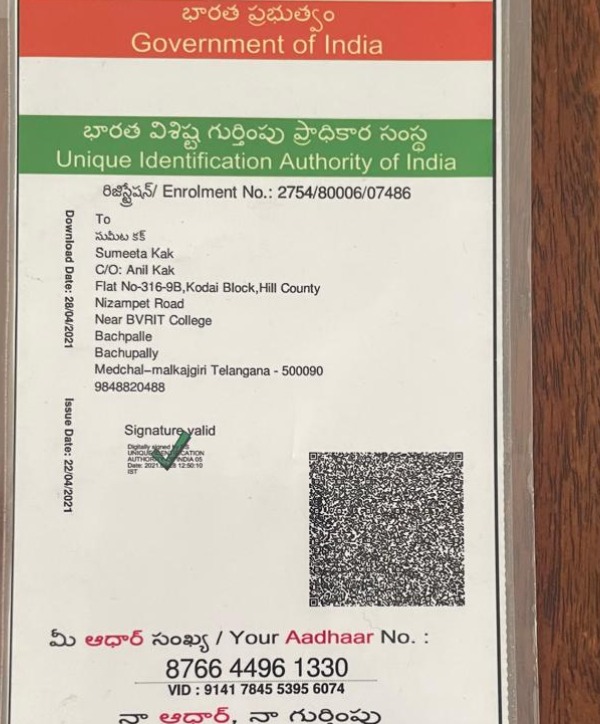 భారత ప్రభుత్వం
Government of India
భారత విశిష్ట గుర్తింపు ప్రాధికార సంస్థ
Unique Identification Authority of India
రిజిస్ట్రేషన్/ Enrolment No.: 2754/80006/07486
Download Date: 28/04/2021
Issue Date: 22/04/2021
To
సుమీట కక్
Sumeeta Kak
C/O: Anil Kak
Flat No-316-9B,Kodai Block,Hill County
Nizampet Road
Near BVRIT College
Bachpalle
Bachupally
Medchal–malkajgiri Telangana - 500090
9848820488
Signature valid
Digitally signed
IST
మీ ఆధార్ సంఖ్య / Your Aadhaar No. :
8766 4496 1330
VID : 9141 7845 5395 6074
నా ఆధార్, నా గుర్తింపు